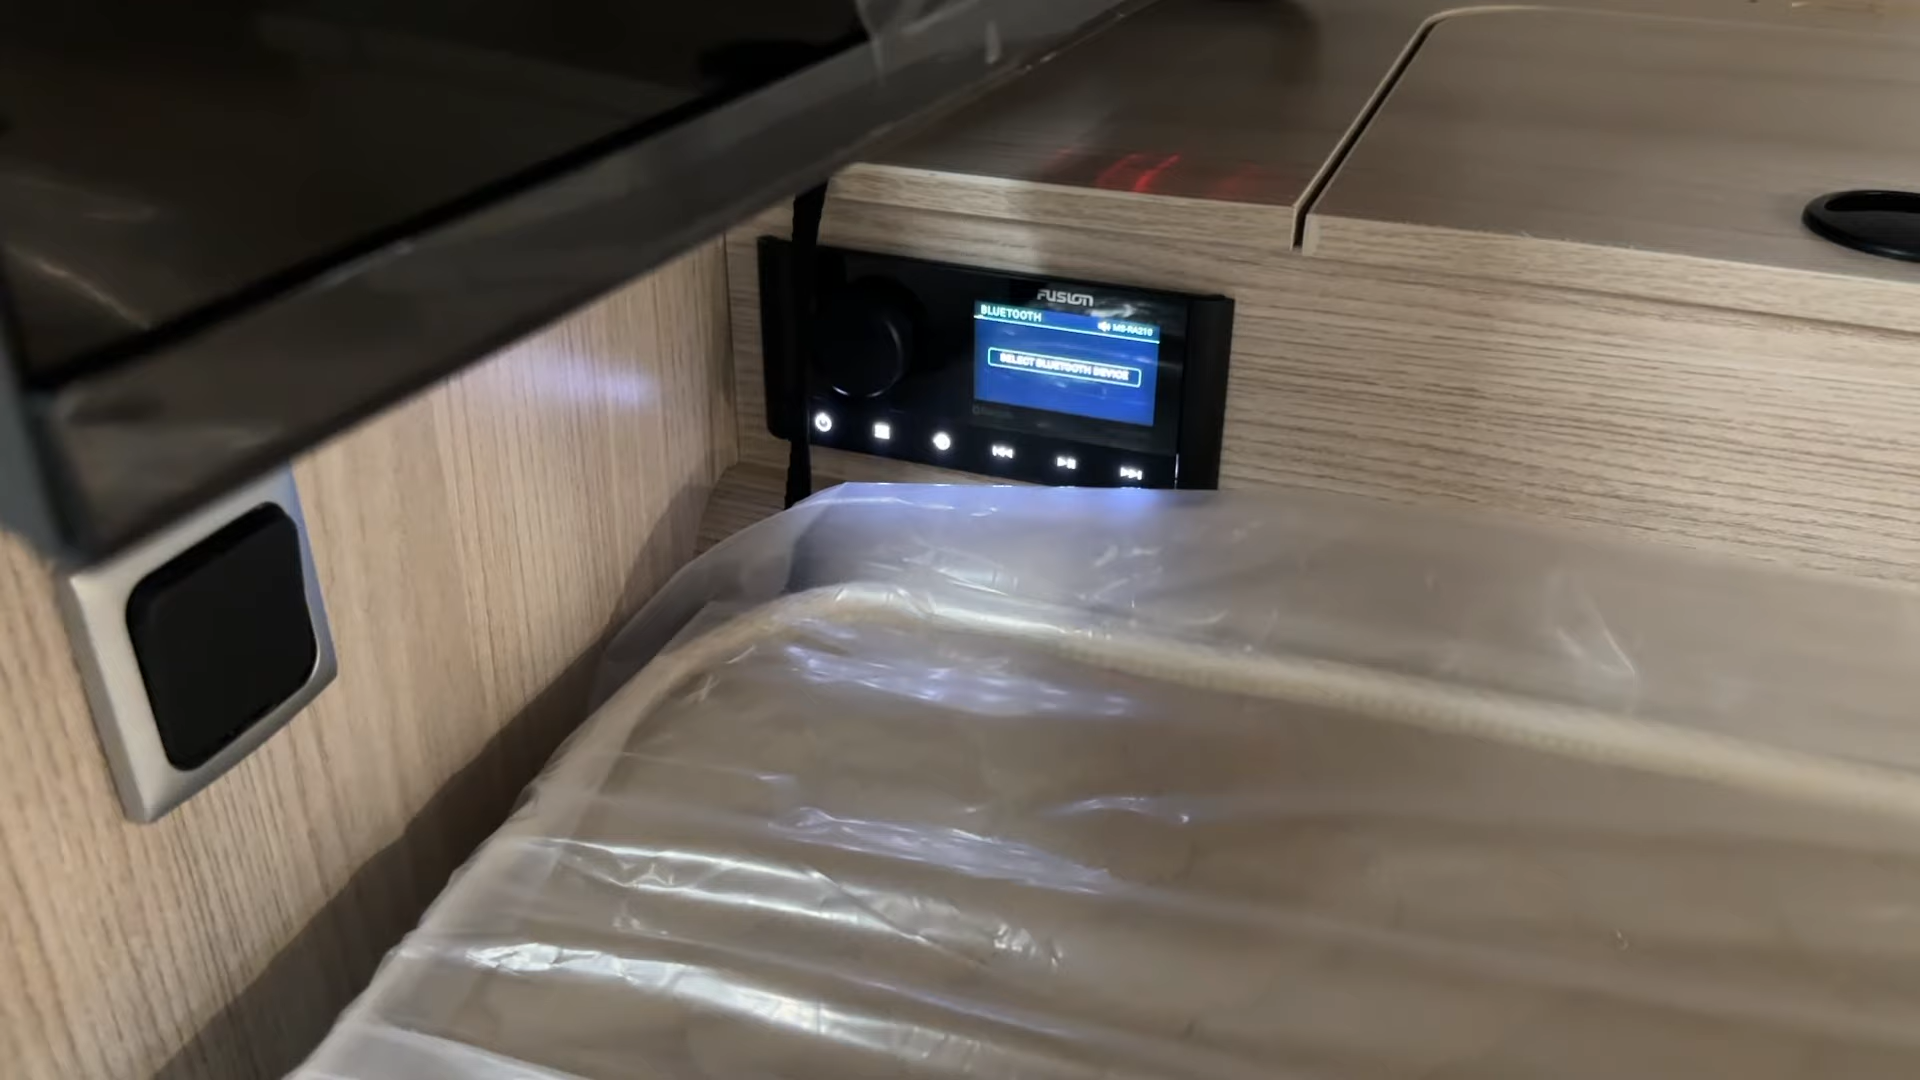 FUSION
BLUETOOTH
MS-RA210
SELECT BLUETOOTH DEVICE